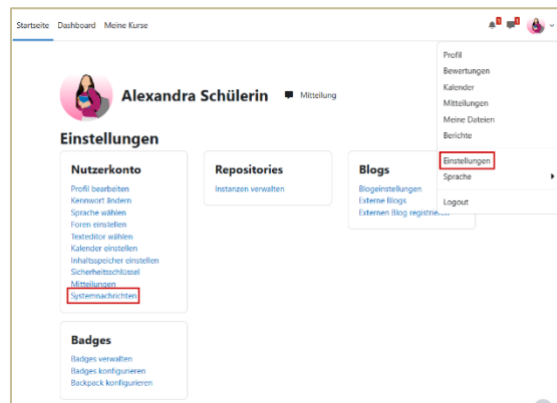 Startseite Dashboard Meine Kurse
1 1
Profil
Bewertungen
Kalender
Mitteilungen
Meine Dateien
Berichte
Einstellungen
Sprache
Logout
Alexandra Schülerin Mitteilung
Einstellungen
Nutzerkonto
Profil bearbeiten
Kennwort ändern
Sprache wählen
Foren einstellen
Texteditor wählen
Kalender einstellen
Inhaltsspeicher einstellen
Sicherheitsschlüssel
Mitteilungen
Systemnachrichten
Repositories
Instanzen verwalten
Blogs
Blogeinstellungen
Externe Blogs
Externen Blog registrieren
Badges
Badges verwalten
Badges konfigurieren
Backpack konfigurieren